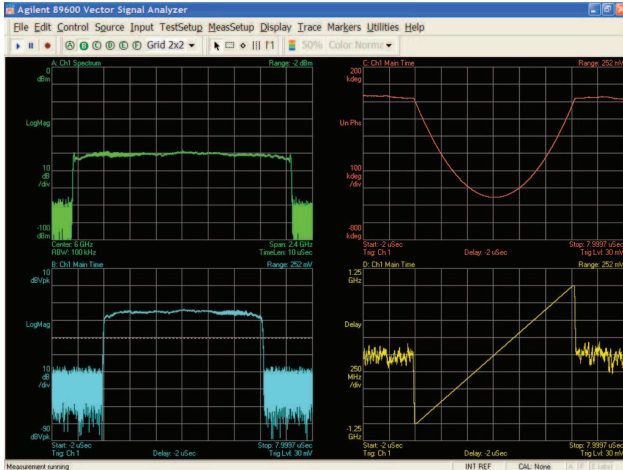 Agilent 89600 Vector Signal Analyzer
File Edit Control Source Input TestSetup MeasSetup Display Trace Markers Utilities Help
A B C D E F Grid 2x2 50% Color Norma
A: Ch1 Spectrum Range: -2 dBm
0
dBm
LogMag
10
dB
/div
-100
dBm
Center: 6 GHz Span: 2.4 GHz
RBW: 100 kHz TimeLen: 10 uSec
C: Ch1 Main Time Range: 252 mV
200
kdeg
Un Phs
100
kdeg
/div
-800
kdeg
Start: -2 uSec Stop: 7.9997 uSec
Trig: Ch 1 Delay: -2 uSec Trig Lvl: 30 mV
B: Ch1 Main Time Range: 252 mV
10
dBVpk
LogMag
10
dB
/div
-90
dBVpk
Start: -2 uSec Stop: 7.9997 uSec
Trig: Ch 1 Delay: -2 uSec Trig Lvl: 30 mV
D: Ch1 Main Time Range: 252 mV
1.25
GHz
Delay
250
MHz
/div
-1.25
GHz
Start: -2 uSec Stop: 7.9997 uSec
Trig: Ch 1 Delay: -2 uSec Trig Lvl: 30 mV
Measurement running INT REF CAL: None